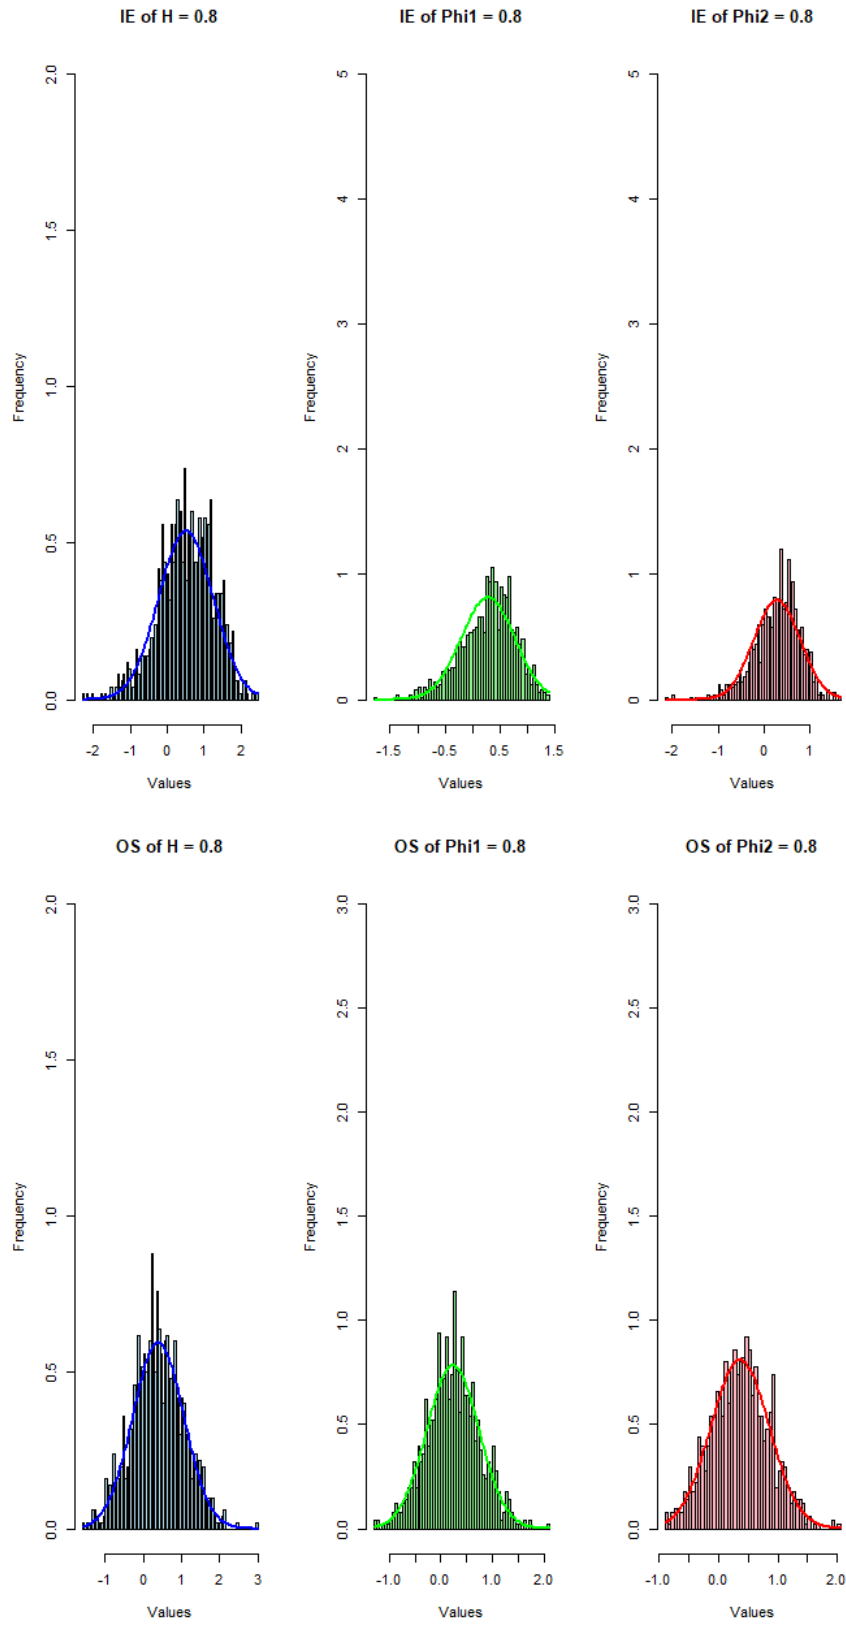 IE of H = 0.8
IE of Phi1 = 0.8
IE of Phi2 = 0.8
Frequency
2.0
1.5
1.0
0.5
0.0
-2 -1 0 1 2
Values
Frequency
5
4
3
2
1
0
-1.5 -0.5 0.5 1.5
Values
Frequency
5
4
3
2
1
0
-2 -1 0 1
Values
OS of H = 0.8
OS of Phi1 = 0.8
OS of Phi2 = 0.8
Frequency
2.0
1.5
1.0
0.5
0.0
-1 0 1 2 3
Values
Frequency
3.0
2.5
2.0
1.5
1.0
0.5
0.0
-1.0 0.0 1.0 2.0
Values
Frequency
3.0
2.5
2.0
1.5
1.0
0.5
0.0
-1.0 0.0 1.0 2.0
Values